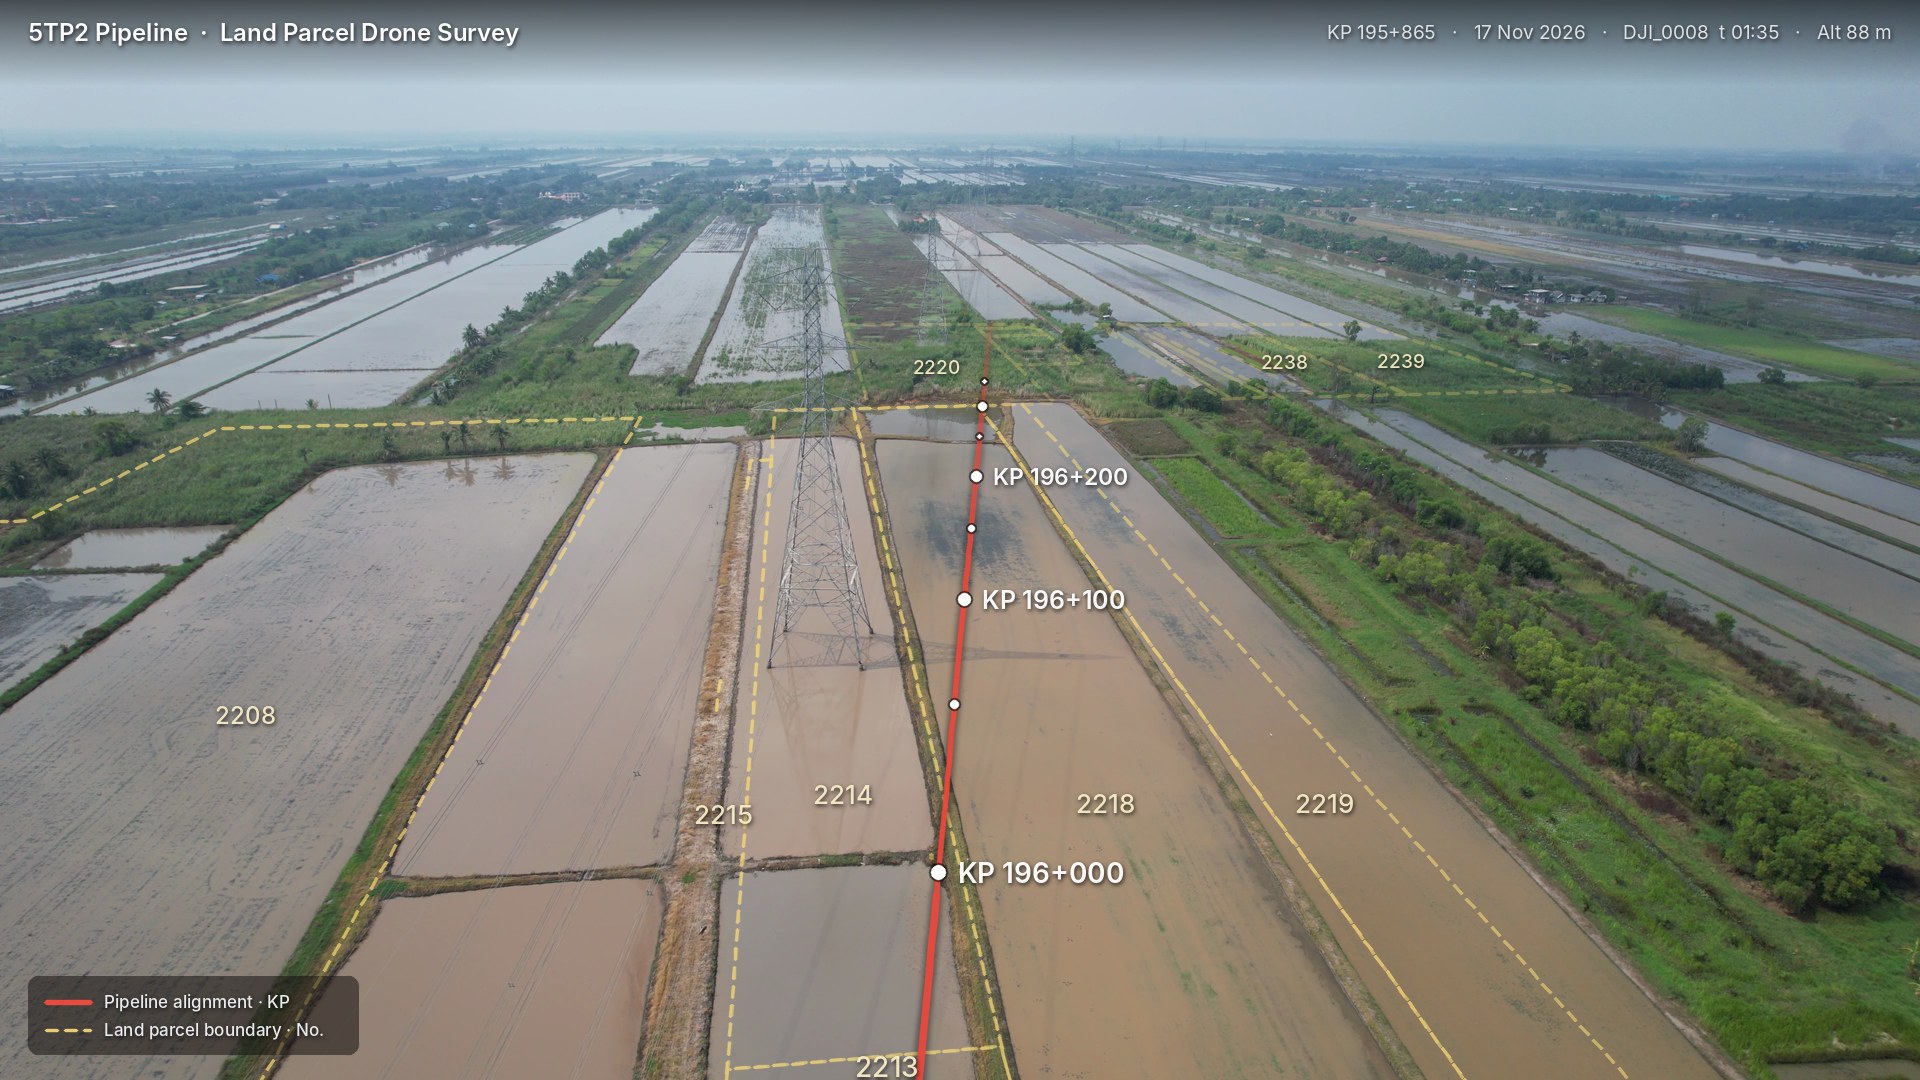 5TP2 Pipeline · Land Parcel Drone Survey
KP 195+865 · 17 Nov 2026 · DJI_0008 t 01:35 · Alt 88 m
2220
2238
2239
KP 196+200
KP 196+100
2208
2215
2214
2218
2219
KP 196+000
Pipeline alignment · KP
Land parcel boundary · No.
2213